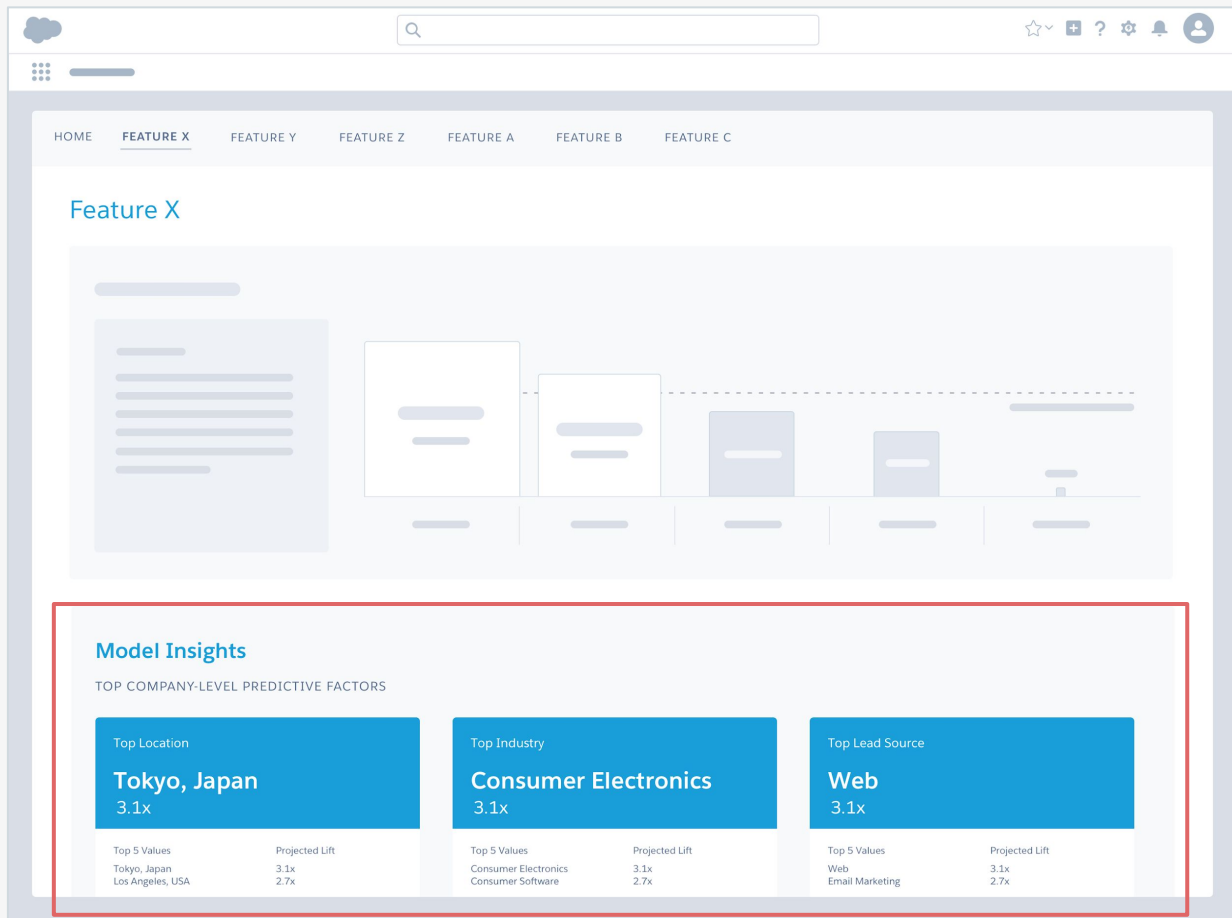 HOME FEATURE X FEATURE Y FEATURE Z FEATURE A FEATURE B FEATURE C
Feature X
Model Insights
TOP COMPANY-LEVEL PREDICTIVE FACTORS
Top Location
Tokyo, Japan
3.1x
Top 5 Values Projected Lift
Tokyo, Japan 3.1x
Los Angeles, USA 2.7x
Top Industry
Consumer Electronics
3.1x
Top 5 Values Projected Lift
Consumer Electronics 3.1x
Consumer Software 2.7x
Top Lead Source
Web
3.1x
Top 5 Values Projected Lift
Web 3.1x
Email Marketing 2.7x